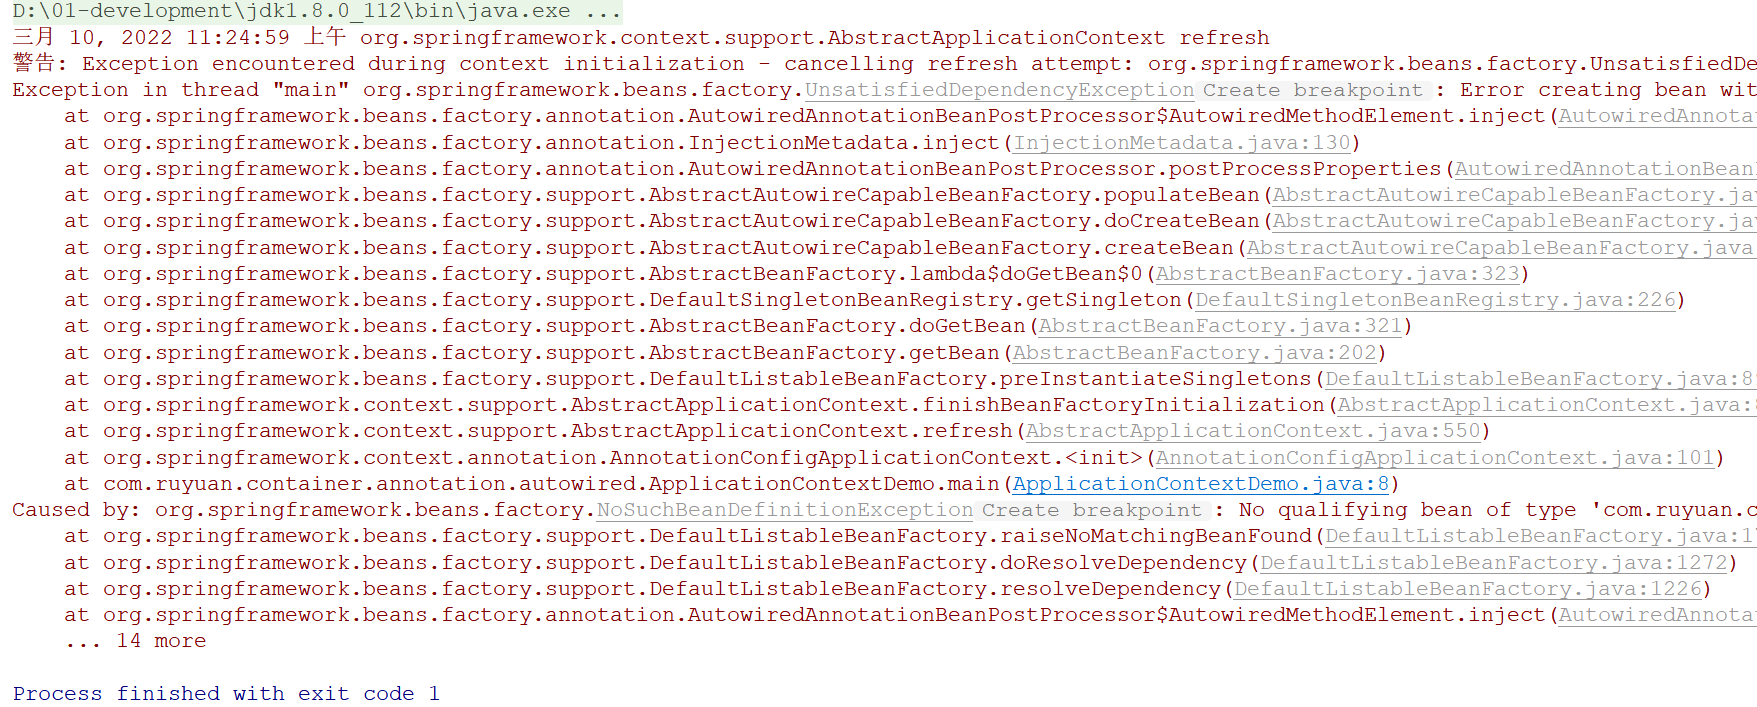 D:\01-development\jdk1.8.0_112\bin\java.exe ...
三月 10, 2022 11:24:59 上午 org.springframework.context.support.AbstractApplicationContext refresh
警告: Exception encountered during context initialization - cancelling refresh attempt: org.springframework.beans.factory.UnsatisfiedDe
Exception in thread "main" org.springframework.beans.factory.UnsatisfiedDependencyException Create breakpoint : Error creating bean wit
at org.springframework.beans.factory.annotation.AutowiredAnnotationBeanPostProcessor$AutowiredMethodElement.inject(AutowiredAnnota
at org.springframework.beans.factory.annotation.InjectionMetadata.inject(InjectionMetadata.java:130)
at org.springframework.beans.factory.annotation.AutowiredAnnotationBeanPostProcessor.postProcessProperties(AutowiredAnnotationBean
at org.springframework.beans.factory.support.AbstractAutowireCapableBeanFactory.populateBean(AbstractAutowireCapableBeanFactory.ja
at org.springframework.beans.factory.support.AbstractAutowireCapableBeanFactory.doCreateBean(AbstractAutowireCapableBeanFactory.ja
at org.springframework.beans.factory.support.AbstractAutowireCapableBeanFactory.createBean(AbstractAutowireCapableBeanFactory.java
at org.springframework.beans.factory.support.AbstractBeanFactory.lambda$doGetBean$0(AbstractBeanFactory.java:323)
at org.springframework.beans.factory.support.DefaultSingletonBeanRegistry.getSingleton(DefaultSingletonBeanRegistry.java:226)
at org.springframework.beans.factory.support.AbstractBeanFactory.doGetBean(AbstractBeanFactory.java:321)
at org.springframework.beans.factory.support.AbstractBeanFactory.getBean(AbstractBeanFactory.java:202)
at org.springframework.beans.factory.support.DefaultListableBeanFactory.preInstantiateSingletons(DefaultListableBeanFactory.java:8
at org.springframework.context.support.AbstractApplicationContext.finishBeanFactoryInitialization(AbstractApplicationContext.java:
at org.springframework.context.support.AbstractApplicationContext.refresh(AbstractApplicationContext.java:550)
at org.springframework.context.annotation.AnnotationConfigApplicationContext.<init>(AnnotationConfigApplicationContext.java:101)
at com.ruyuan.container.annotation.autowired.ApplicationContextDemo.main(ApplicationContextDemo.java:8)
Caused by: org.springframework.beans.factory.NoSuchBeanDefinitionException Create breakpoint : No qualifying bean of type 'com.ruyuan.c
at org.springframework.beans.factory.support.DefaultListableBeanFactory.raiseNoMatchingBeanFound(DefaultListableBeanFactory.java:1
at org.springframework.beans.factory.support.DefaultListableBeanFactory.doResolveDependency(DefaultListableBeanFactory.java:1272)
at org.springframework.beans.factory.support.DefaultListableBeanFactory.resolveDependency(DefaultListableBeanFactory.java:1226)
at org.springframework.beans.factory.annotation.AutowiredAnnotationBeanPostProcessor$AutowiredMethodElement.inject(AutowiredAnnota
... 14 more
Process finished with exit code 1